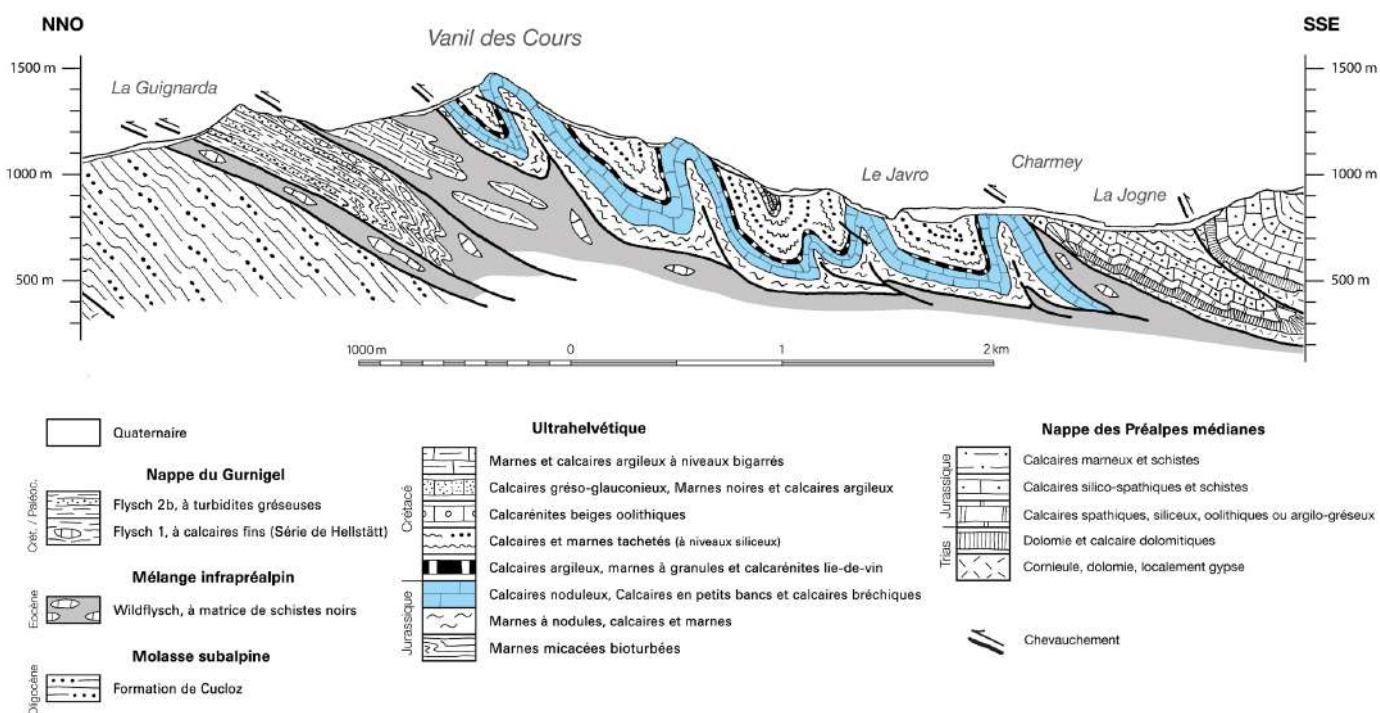 NNO
SSE
Vanil des Cours
1500 m
1500 m
La Guignarda
1000 m
Le Javro
Charmey
1000 m
La Jogne
500 m
500 m
1000 m
0
1
2 km
Quaternaire
Nappe du Gurnigel
Crét. / Paléoc.
Flysch 2b, à turbidites gréseuses
Flysch 1, à calcaires fins (Série de Hellstätt)
Mélange infrapréalpin
Eocène
Wildflysch, à matrice de schistes noirs
Molasse subalpine
Oligocène
Formation de Cucloz
Ultrahelvétique
Crétacé
Marnes et calcaires argileux à niveaux bigarrés
Calcaires gréso-glauconieux, Marnes noires et calcaires argileux
Calcarénites beiges oolithiques
Calcaires et marnes tachetés (à niveaux siliceux)
Calcaires argileux, marnes à granules et calcarénites lie-de-vin
Jurassique
Calcaires noduleux, Calcaires en petits bancs et calcaires bréchiques
Marnes à nodules, calcaires et marnes
Marnes micacées bioturbées
Nappe des Préalpes médianes
Jurassique
Calcaires marneux et schistes
Calcaires silico-spathiques et schistes
Calcaires spathiques, siliceux, oolithiques ou argilo-gréseux
Trias
Dolomie et calcaire dolomitiques
Cornieule, dolomie, localement gypse
Chevauchement